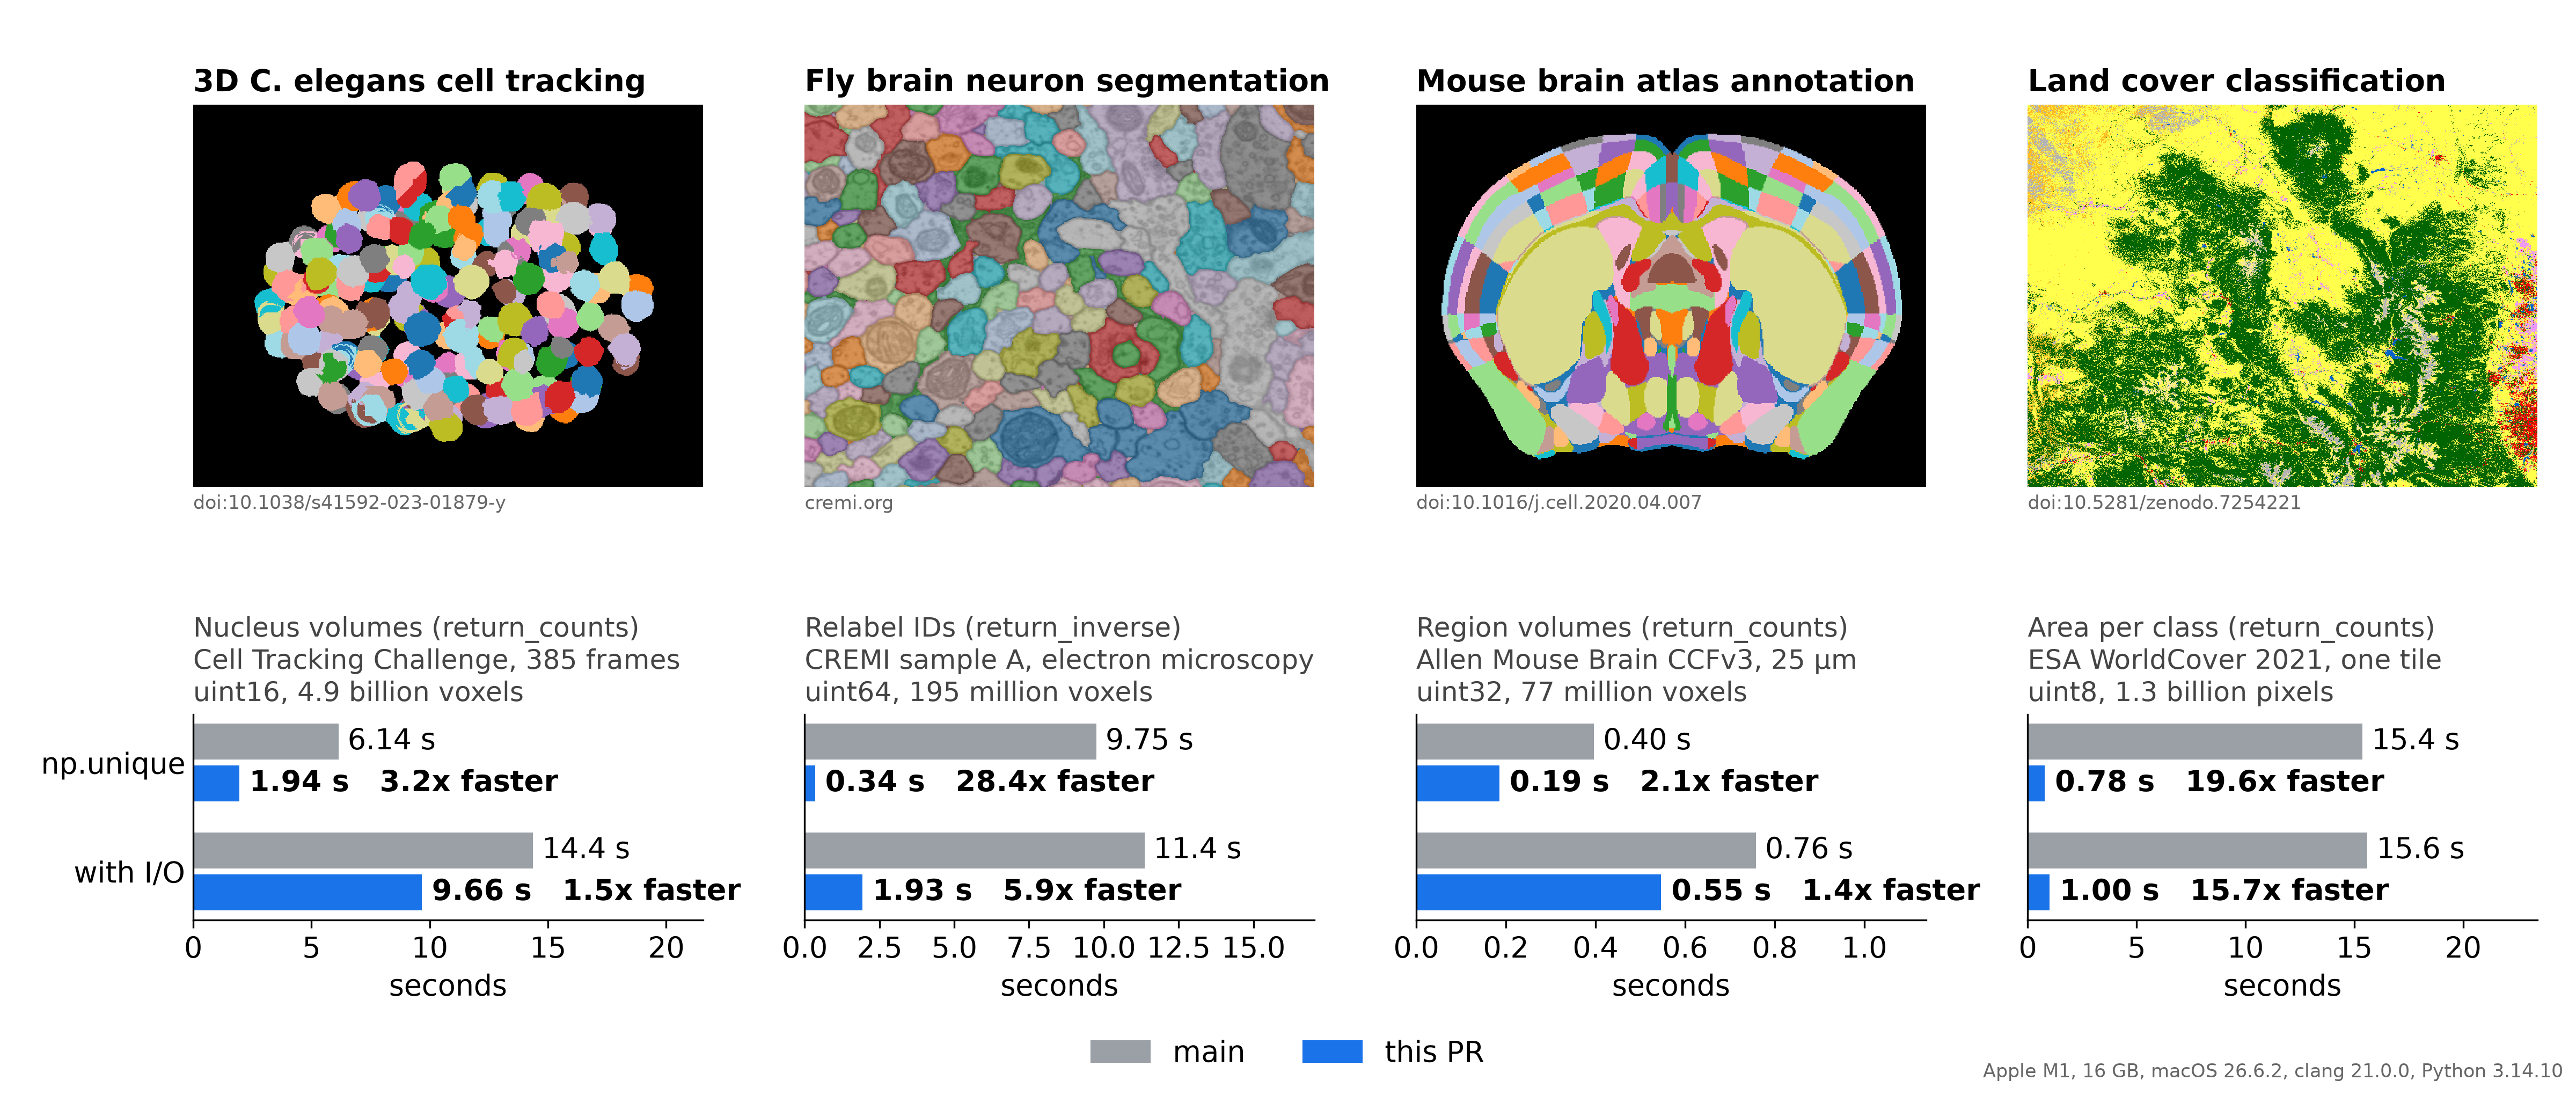 3D C. elegans cell tracking
Fly brain neuron segmentation
Mouse brain atlas annotation
Land cover classification
doi:10.1038/s41592-023-01879-y
cremi.org
doi:10.1016/j.cell.2020.04.007
doi:10.5281/zenodo.7254221
Nucleus volumes (return_counts)
Cell Tracking Challenge, 385 frames
uint16, 4.9 billion voxels
np.unique
6.14 s
1.94 s 3.2x faster
with I/O
14.4 s
9.66 s 1.5x faster
0 5 10 15 20
seconds
Relabel IDs (return_inverse)
CREMI sample A, electron microscopy
uint64, 195 million voxels
9.75 s
0.34 s 28.4x faster
11.4 s
1.93 s 5.9x faster
0.0 2.5 5.0 7.5 10.0 12.5 15.0
seconds
Region volumes (return_counts)
Allen Mouse Brain CCFv3, 25 µm
uint32, 77 million voxels
0.40 s
0.19 s 2.1x faster
0.76 s
0.55 s 1.4x faster
0.0 0.2 0.4 0.6 0.8 1.0
seconds
Area per class (return_counts)
ESA WorldCover 2021, one tile
uint8, 1.3 billion pixels
15.4 s
0.78 s 19.6x faster
15.6 s
1.00 s 15.7x faster
0 5 10 15 20
seconds
main
this PR
Apple M1, 16 GB, macOS 26.6.2, clang 21.0.0, Python 3.14.10